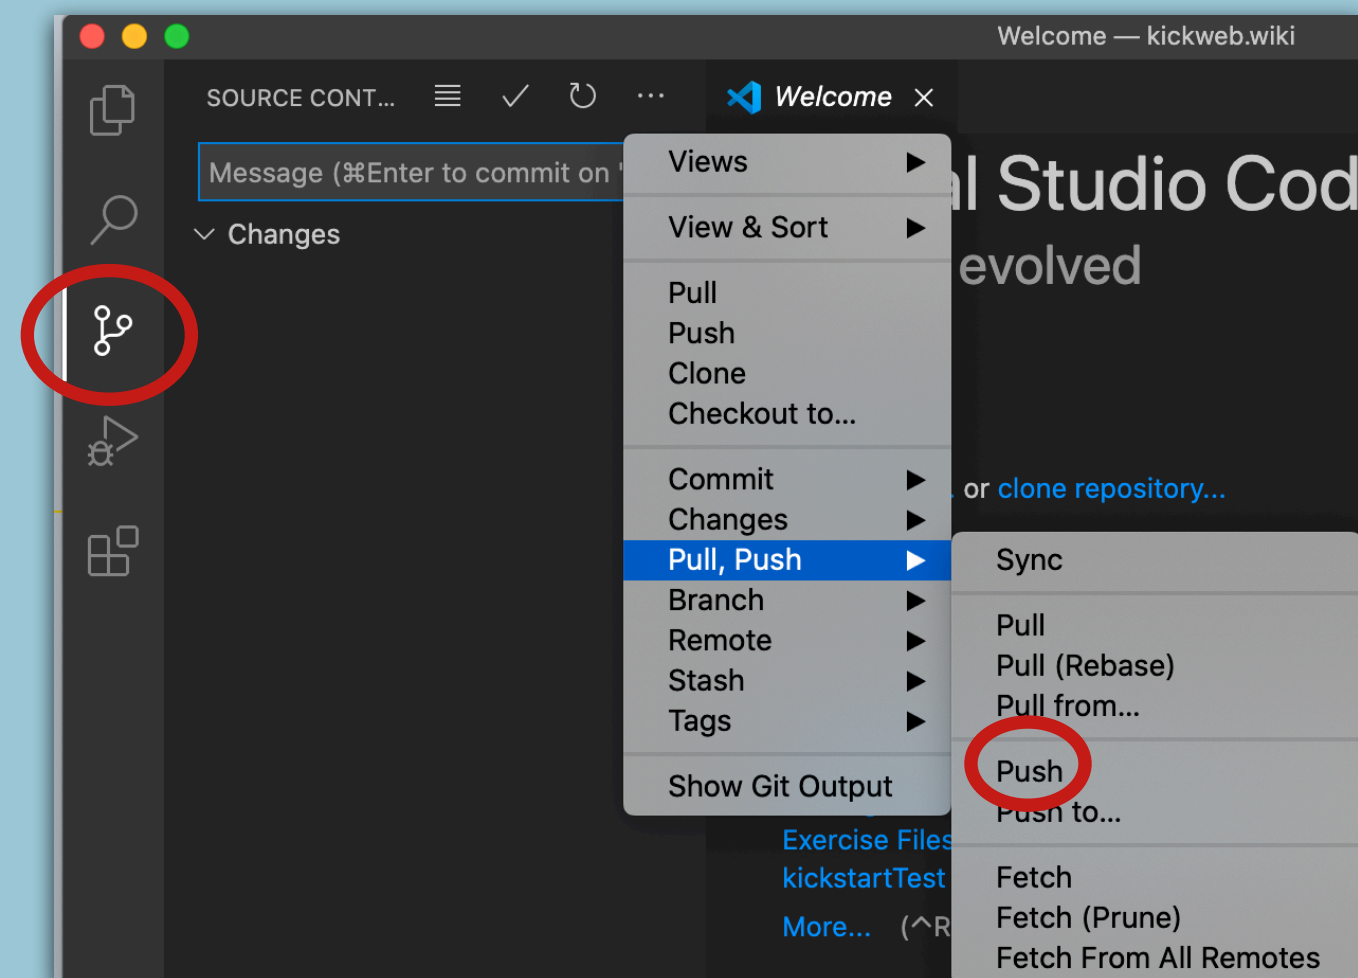 Welcome — kickweb.wiki
SOURCE CONT...
Welcome
Message (⌘Enter to commit on '
Changes
Views
View & Sort
Pull
Push
Clone
Checkout to...
Commit
Changes
Pull, Push
Branch
Remote
Stash
Tags
Show Git Output
Studio Cod
evolved
or clone repository...
Sync
Pull
Pull (Rebase)
Pull from...
Push
Push to...
Fetch
Fetch (Prune)
Fetch From All Remotes
Exercise Files
kickstartTest
More... (^R